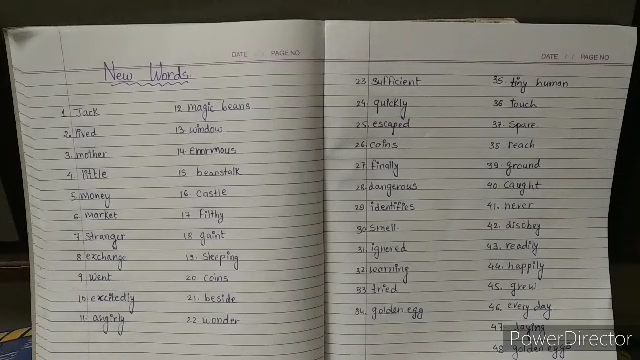 DATE PAGE NO
New Words
1. Jack
2. lived
3. mother
4. little
5. money
6. market
7. stranger
8. exchange
9. went
10. excitedly
11. angirly
12. magic beans
13. window
14. enormous
15. beanstalk
16. castle
17. filthy
18. gaint
19. sleeping
20. coins
21. beside
22. wonder
DATE PAGE NO
23. sufficient
24. quickly
25. escaped
26. coins
27. finally
28. dangerous
29. identifies
30. smell
31. ignered
32. warning
33. tried
34. golden egg
35. tiny human
36. Touch
37. Spare
38. reach
39. ground
40. caught
41. never
42. disobey
43. readily
44. happily
45. grew
46. every day
47. laying
48. golden eggs
PowerDirector